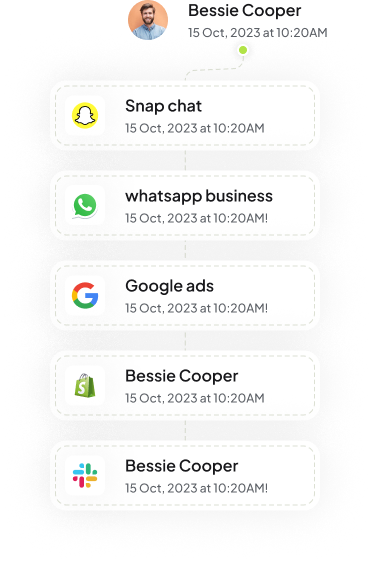 Bessie Cooper
15 Oct, 2023 at 10:20AM
Snap chat
15 Oct, 2023 at 10:20AM
whatsapp business
15 Oct, 2023 at 10:20AM!
Google ads
15 Oct, 2023 at 10:20AM!
Bessie Cooper
15 Oct, 2023 at 10:20AM
Bessie Cooper
15 Oct, 2023 at 10:20AM!